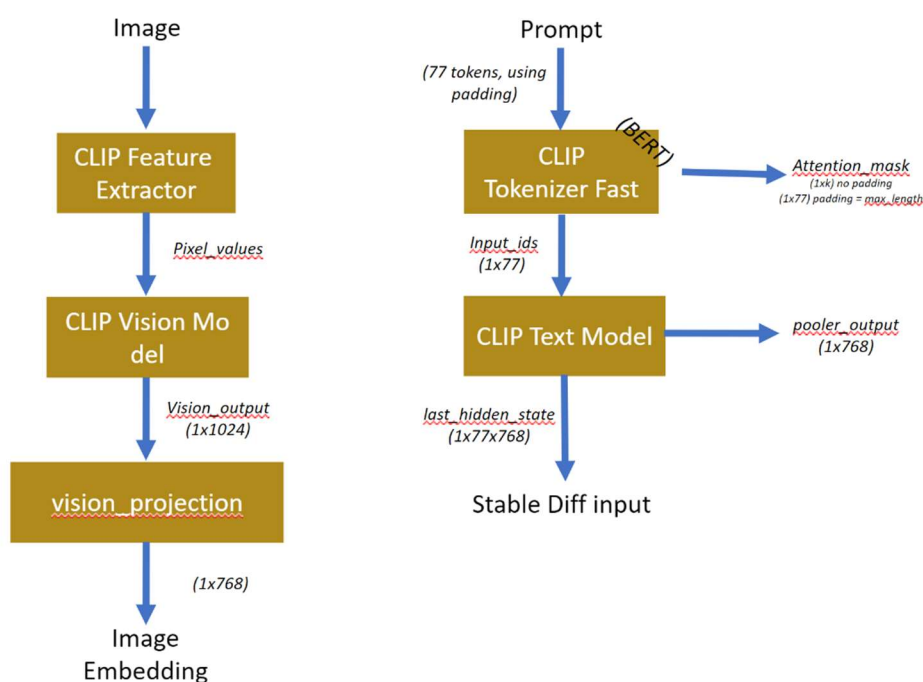 Image
CLIP Feature
Extractor
Pixel_values
CLIP Vision Mo
del
Vision_output
(1x1024)
vision_projection
(1x768)
Image
Embedding
Prompt
(77 tokens, using
padding)
(BERT)
CLIP
Tokenizer Fast
Attention_mask
(1xk) no padding
(1x77) padding = max_length
Input_ids
(1x77)
CLIP Text Model
pooler_output
(1x768)
last_hidden_state
(1x77x768)
Stable Diff input